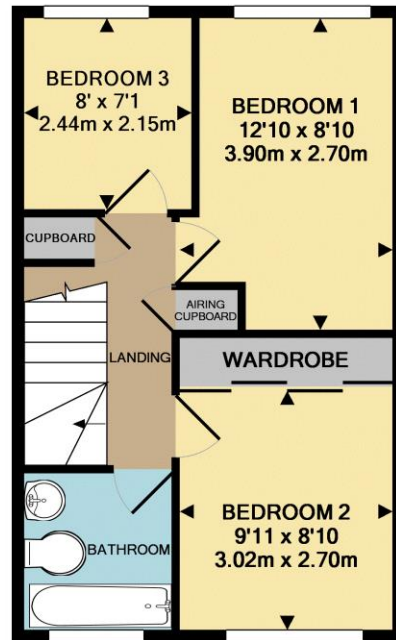 BEDROOM 3
8' x 7'1
2.44m x 2.15m
BEDROOM 1
12'10 x 8'10
3.90m x 2.70m
CUPBOARD
AIRING
CUPBOARD
LANDING
WARDROBE
BEDROOM 2
9'11 x 8'10
3.02m x 2.70m
BATHROOM